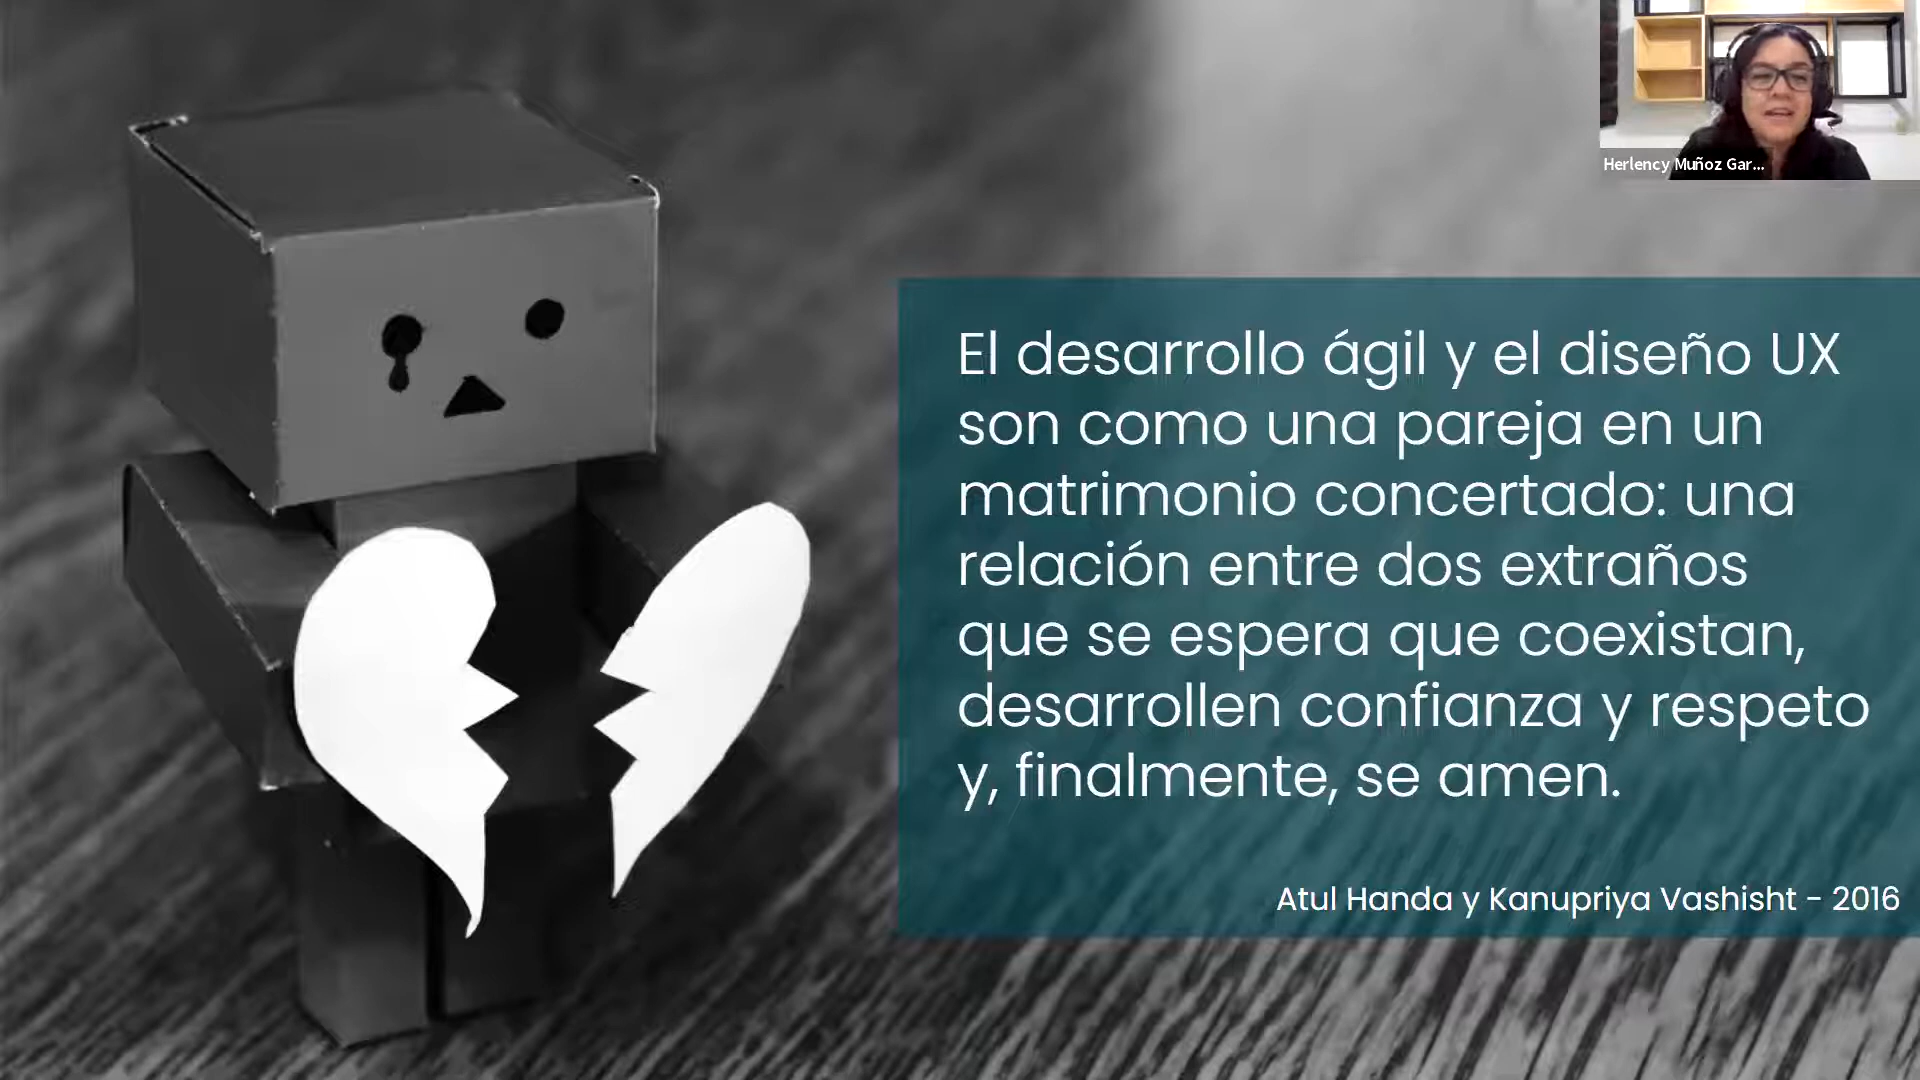 Herlency Muñoz Gar...
El desarrollo ágil y el diseño UX
son como una pareja en un
matrimonio concertado: una
relación entre dos extraños
que se espera que coexistan,
desarrollen confianza y respeto
y, finalmente, se amen.
Atul Handa y Kanupriya Vashisht - 2016